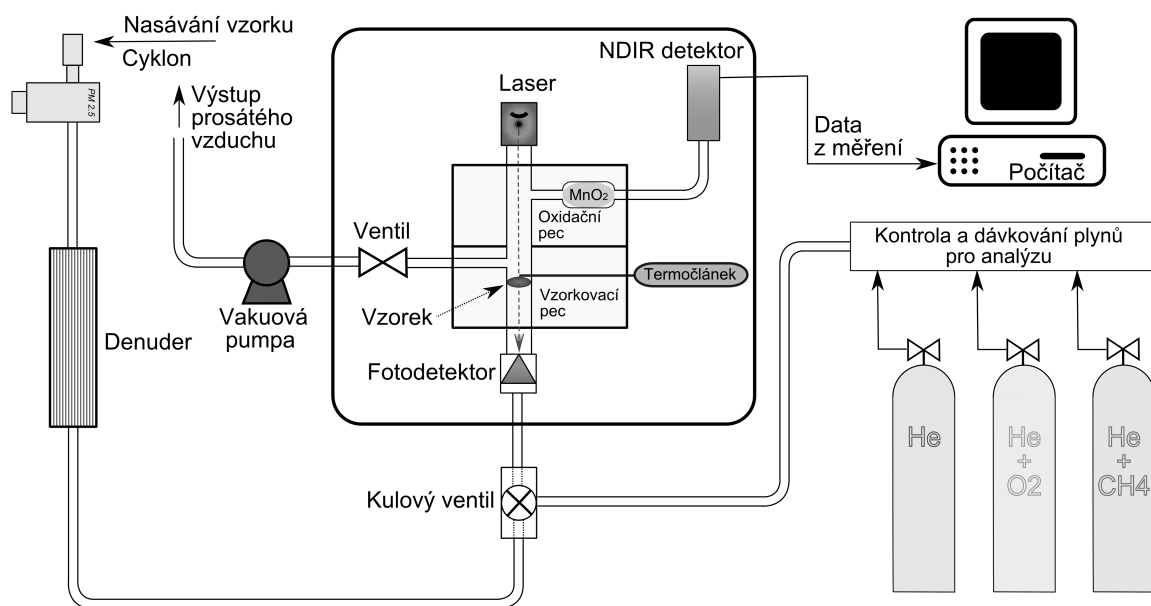 Nasávání vzorku
Cyklon
PM 2.5
Výstup
prosátého
vzduchu
Denuder
Vakuová
pumpa
Ventil
Laser
NDIR detektor
MnO₂
Oxidační
pec
Termočlánek
Vzorkovací
pec
Vzorek
Fotodetektor
Kulový ventil
Data
z měření
Počítač
Kontrola a dávkování plynů
pro analýzu
He
He
+
O2
He
+
CH4